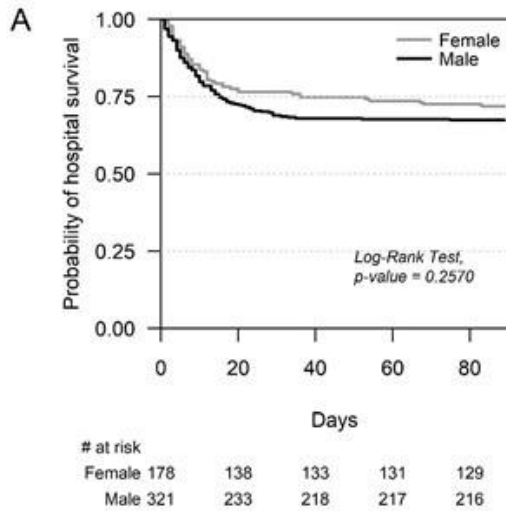 A
Probability of hospital survival
1.00
0.75
0.50
0.25
0.00
Female
Male
Log-Rank Test,
p-value = 0.2570
0 20 40 60 80
Days
# at risk
Female 178 138 133 131 129
Male 321 233 218 217 216